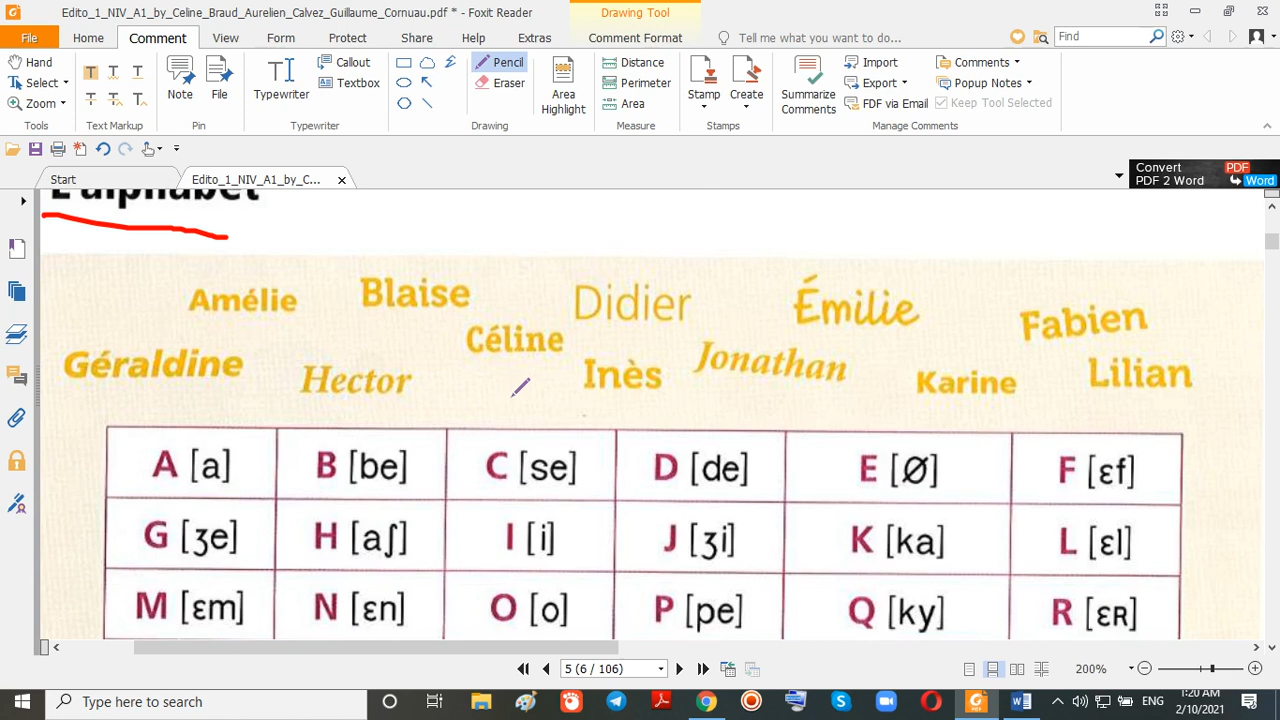 Edito_1_NIV_A1_by_Celine_Braud_Aurelien_Calvez_Guillaume_Cornuau.pdf * - Foxit Reader
Drawing Tool
File Home Comment View Form Protect Share Help Extras Comment Format Tell me what you want to do... Find
Hand
Select
Zoom
Tools
Text Markup
Note
File
Pin
Typewriter
Callout
Textbox
Typewriter
Pencil
Eraser
Area Highlight
Drawing
Distance
Perimeter
Area
Measure
Stamp
Create
Stamps
Summarize Comments
Import
Export
FDF via Email
Comments
Popup Notes
Keep Tool Selected
Manage Comments
Start
Edito_1_NIV_A1_by_C...
Convert PDF
PDF 2 Word Word
L'alphabet
Amélie Blaise Didier Émilie Fabien
Géraldine Hector Céline Inès Jonathan Karine Lilian
A [a] B [be] C [se] D [de] E [Ø] F [ɛf]
G [ʒe] H [aʃ] I [i] J [ʒi] K [ka] L [ɛl]
M [ɛm] N [ɛn] O [o] P [pe] Q [ky] R [ɛR]
5 (6 / 106)
200%
Type here to search
ENG
1:20 AM
2/10/2021